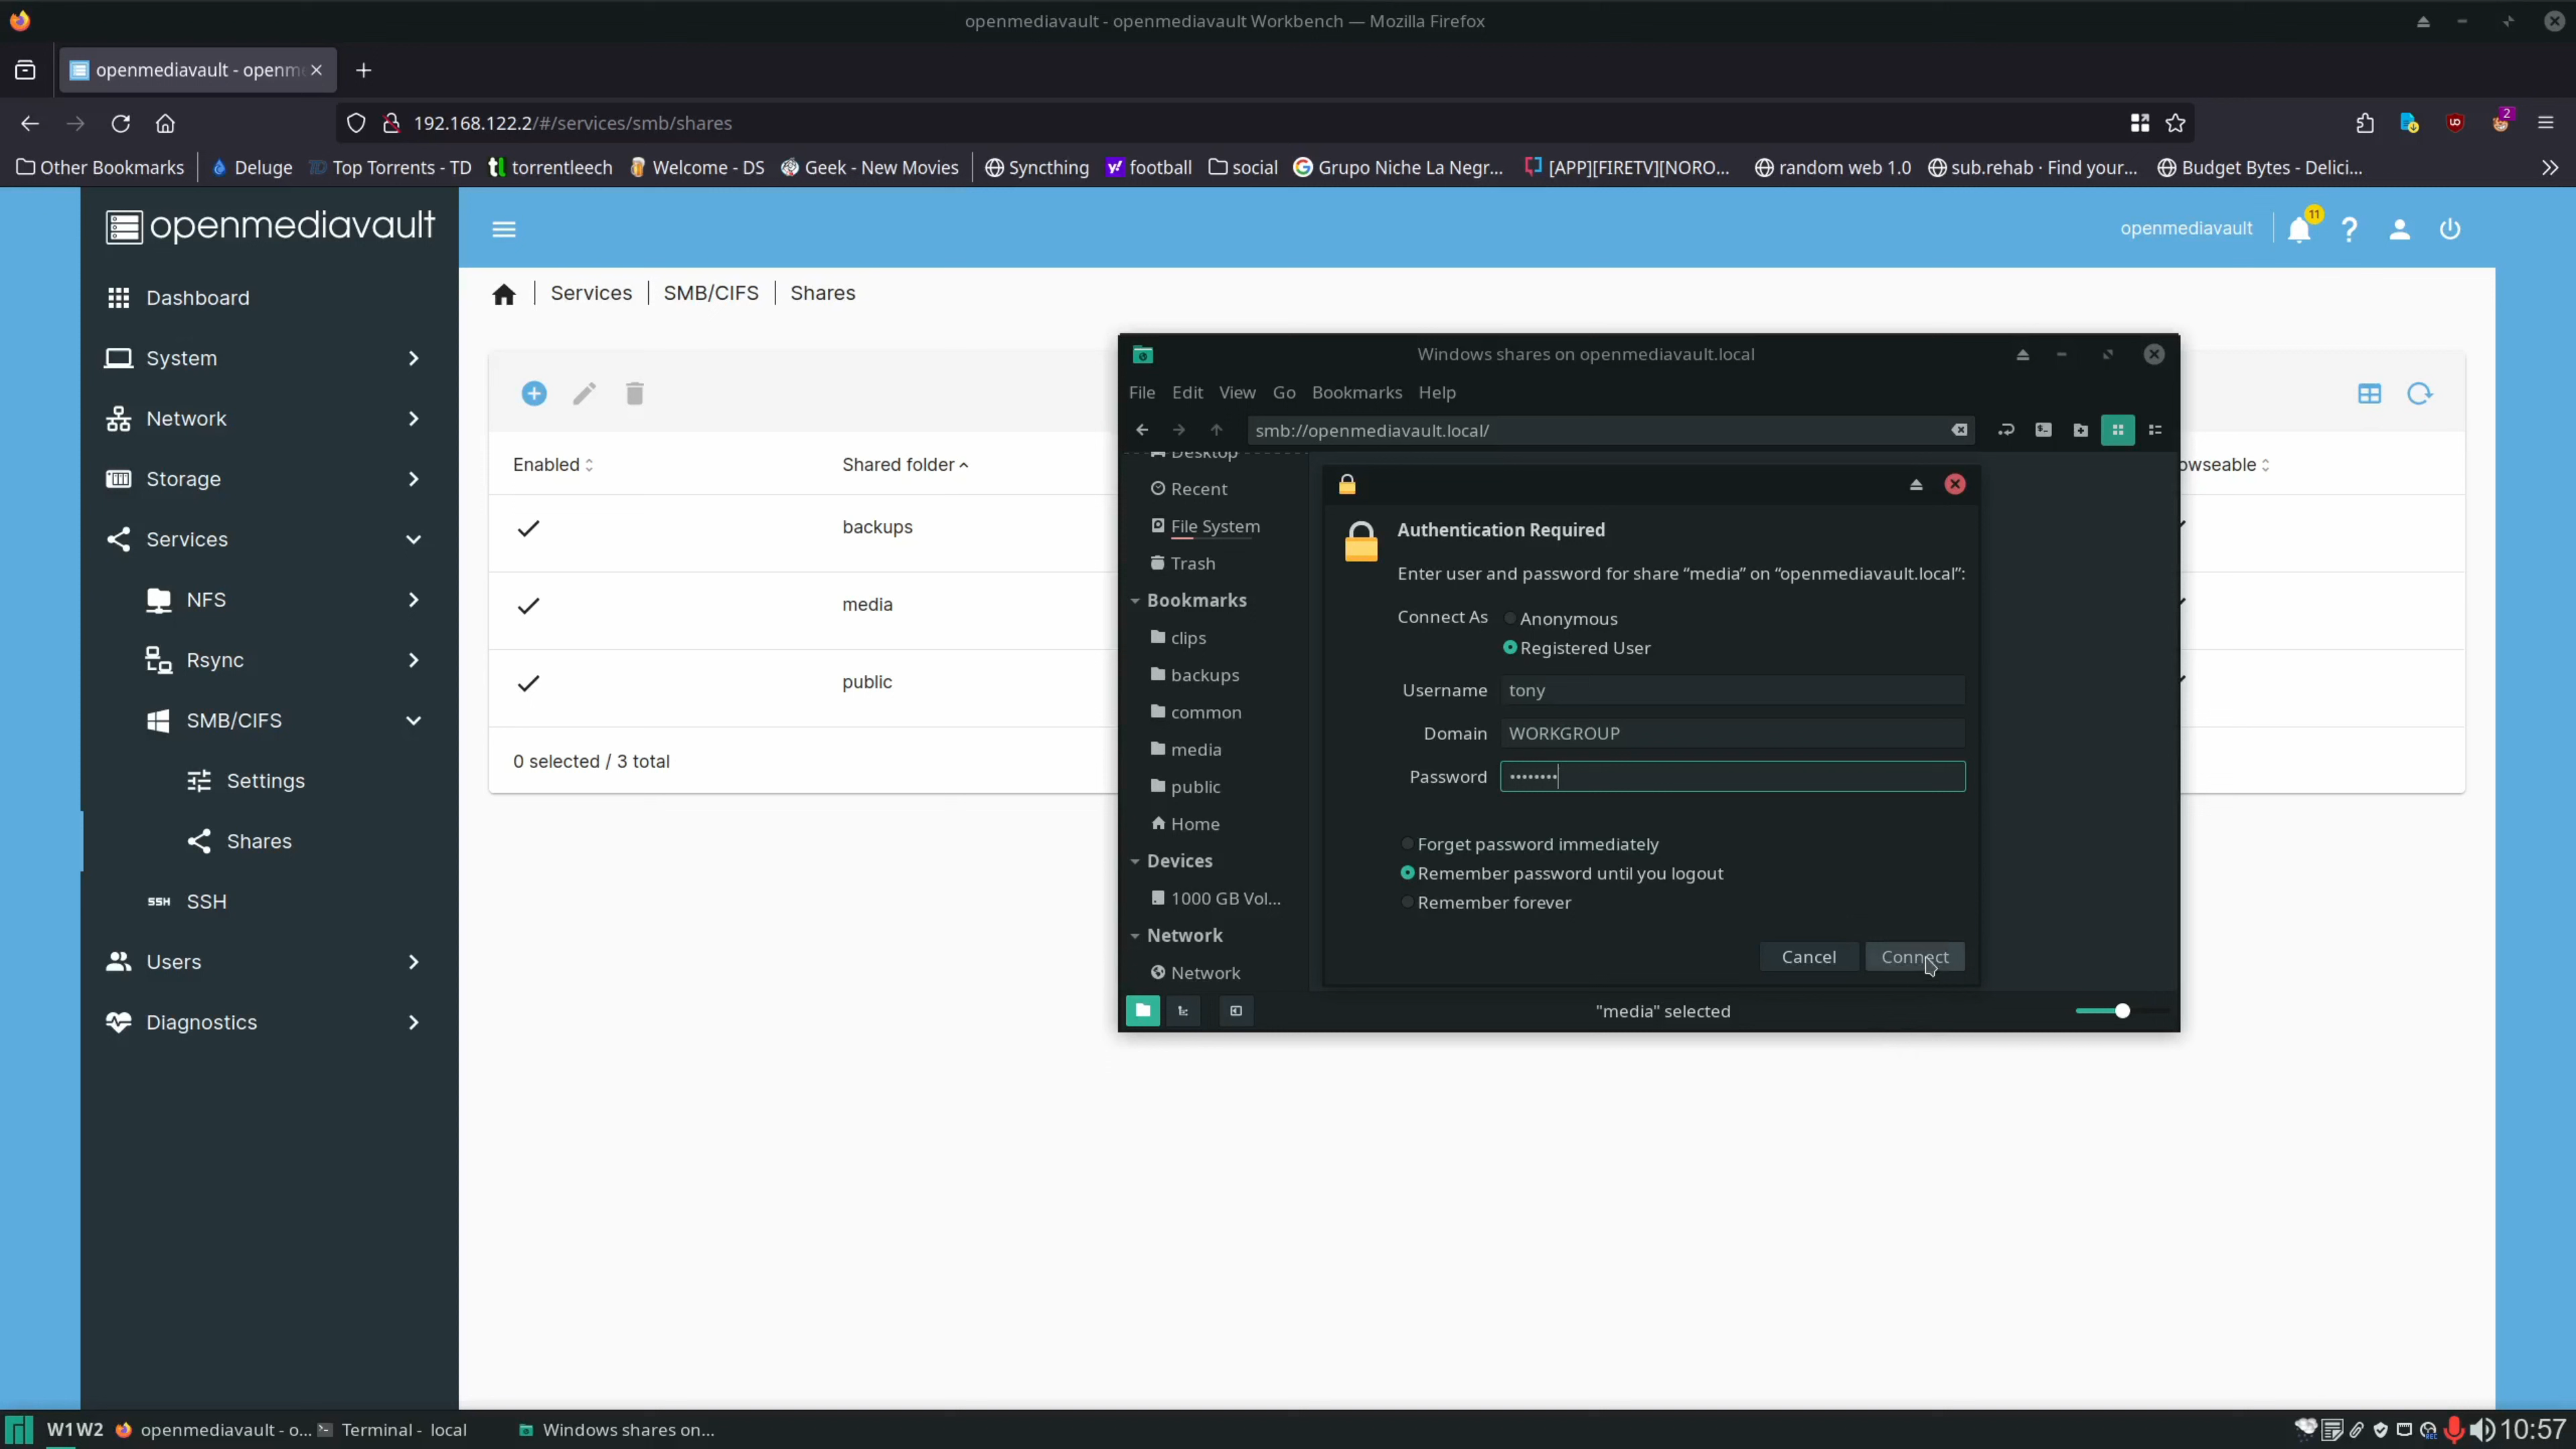 openmediavault - openmediavault Workbench — Mozilla Firefox
openmediavault - openm
192.168.122.2/#/services/smb/shares
2
Other Bookmarks
Deluge
Top Torrents - TD
torrentleech
Welcome - DS
Geek - New Movies
Syncthing
football
social
Grupo Niche La Negr...
[APP][FIRETV][NORO...
random web 1.0
sub.rehab · Find your...
Budget Bytes - Delici...
openmediavault
openmediavault
11
Dashboard
System
Network
Storage
Services
NFS
Rsync
SMB/CIFS
Settings
Shares
SSH SSH
Users
Diagnostics
Services | SMB/CIFS | Shares
Enabled
Shared folder
owseable
backups
media
public
0 selected / 3 total
Windows shares on openmediavault.local
File Edit View Go Bookmarks Help
smb://openmediavault.local/
Desktop
Recent
File System
Trash
Bookmarks
clips
backups
common
media
public
Home
Devices
1000 GB Vol...
Network
Network
Authentication Required
Enter user and password for share “media” on “openmediavault.local”:
Connect As
Anonymous
Registered User
Username tony
Domain WORKGROUP
Password ••••••••
Forget password immediately
Remember password until you logout
Remember forever
Cancel
Connect
"media" selected
W1 W2
openmediavault - o...
Terminal - local
Windows shares on...
10:57